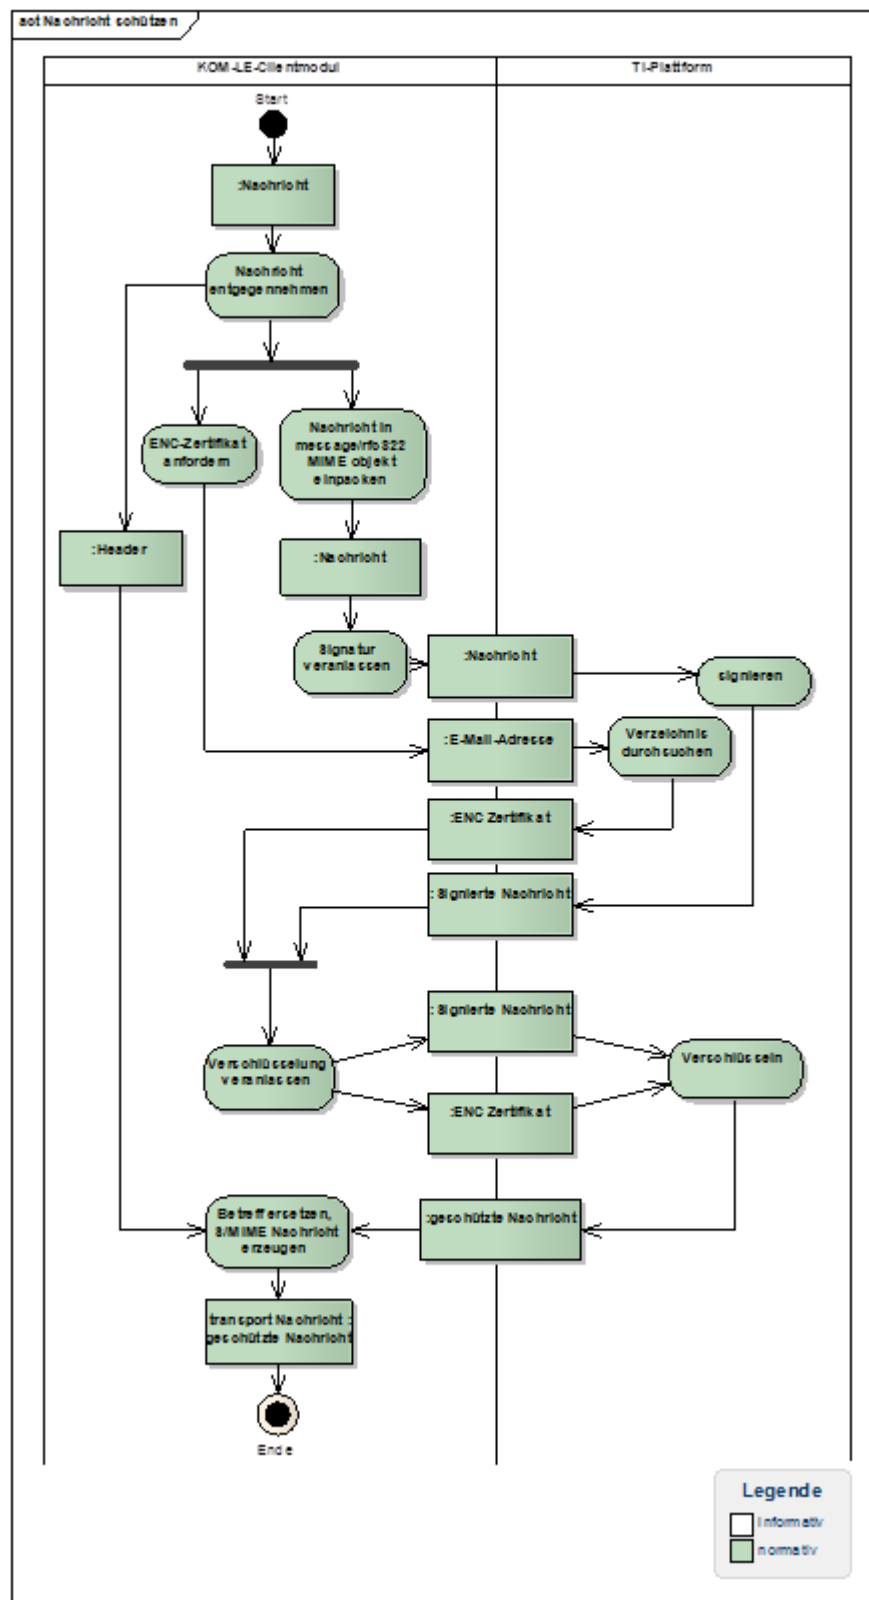 act Nachricht schützen
KOM-LE-Clientmodul
TI-Plattform
Start
:Nachricht
Nachricht
entgegennehmen
ENC-Zertifikat
anfordern
Nachricht in
message/rfc822
MIME objekt
einpacken
:Header
:Nachricht
Signatur
veranlassen
:Nachricht
signieren
:E-Mail-Adresse
Verzeichnis
durchsuchen
:ENC Zertifikat
: Signierte Nachricht
: Signierte Nachricht
Verschlüsselung
veranlassen
Verschlüsseln
:ENC Zertifikat
Betreffersetzen,
S/MIME Nachricht
erzeugen
:geschützte Nachricht
transport Nachricht :
geschützte Nachricht
Ende
Legende
informativ
normativ